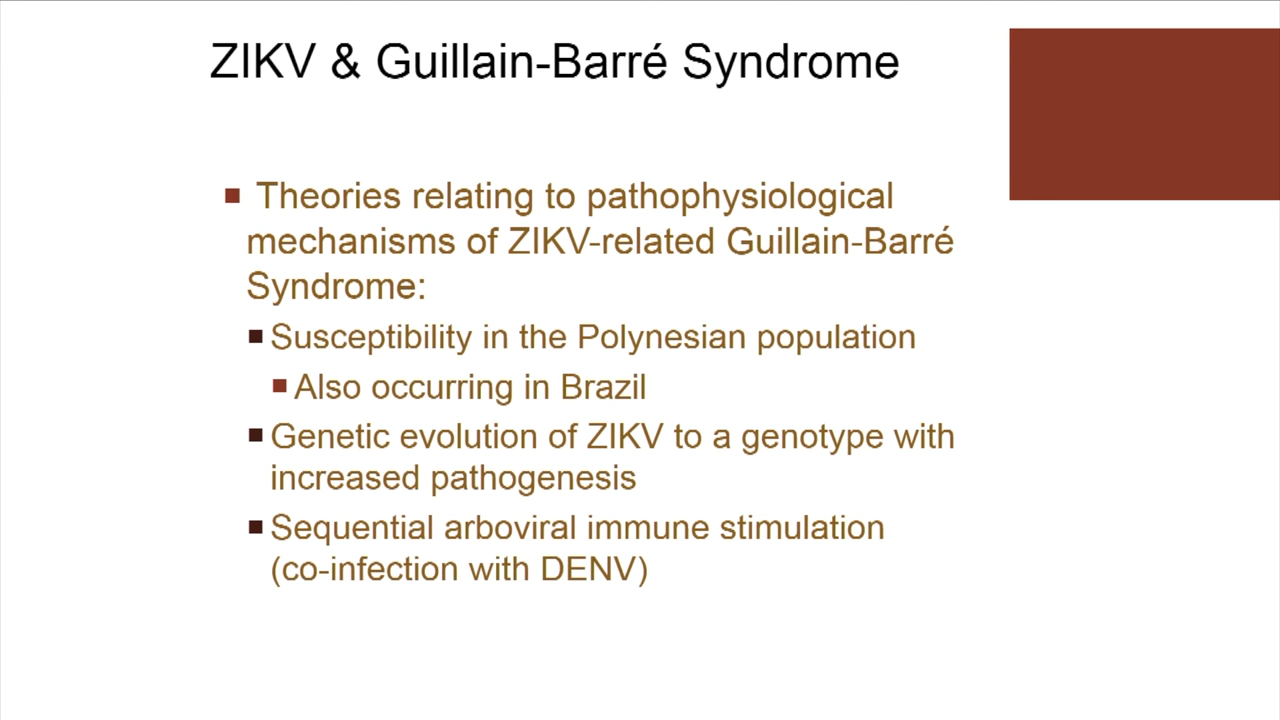 ZIKV & Guillain-Barré Syndrome
Theories relating to pathophysiological
mechanisms of ZIKV-related Guillain-Barré
Syndrome:
Susceptibility in the Polynesian population
Also occurring in Brazil
Genetic evolution of ZIKV to a genotype with
increased pathogenesis
Sequential arboviral immune stimulation
(co-infection with DENV)